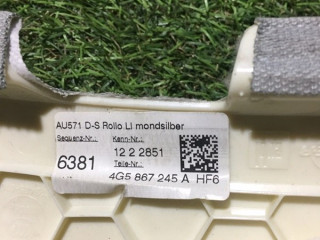 AU571 D-S Rollo LI mondsilber
Sequenz-Nr.: Kenn-Nr.:
6381 12 2 2851
Teile-Nr.:
4G5 867 245 A HF6